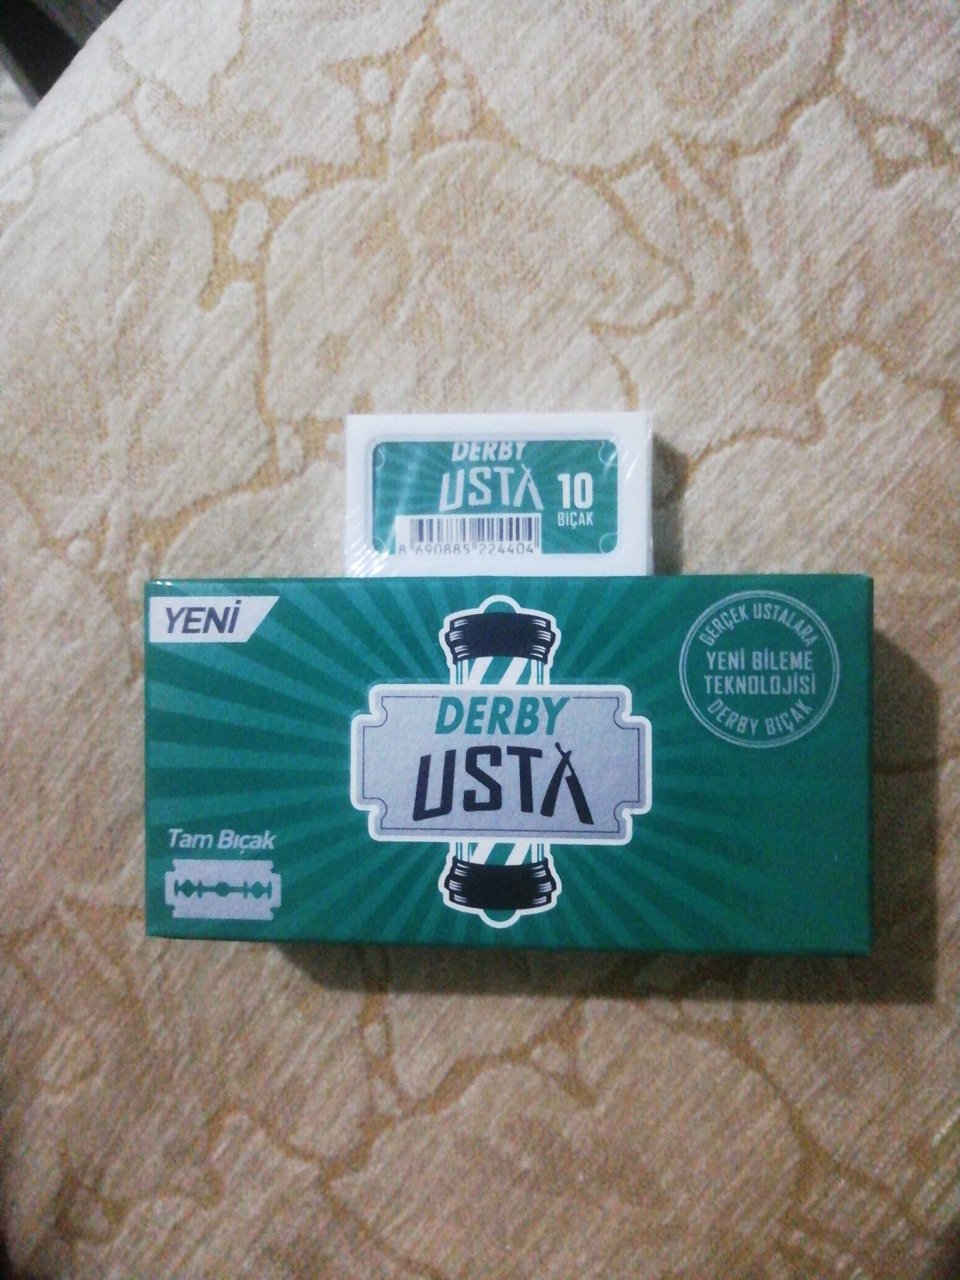 DERBY
USTA
10
BIÇAK
8 690885 224404
YENİ
GERÇEK USTALARA
YENİ BİLEME
TEKNOLOJİSİ
DERBY BIÇAK
DERBY
USTA
Tam Bıçak